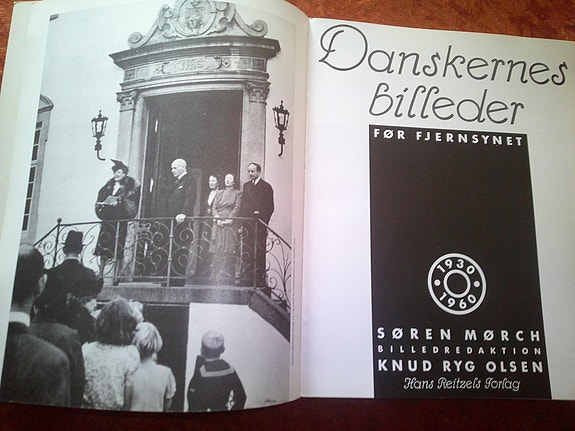 Danskernes
billeder
FØR FJERNSYNET
1930
1960
SØREN MØRCH
BILLEDREDAKTION
KNUD RYG OLSEN
Hans Reitzels Forlag